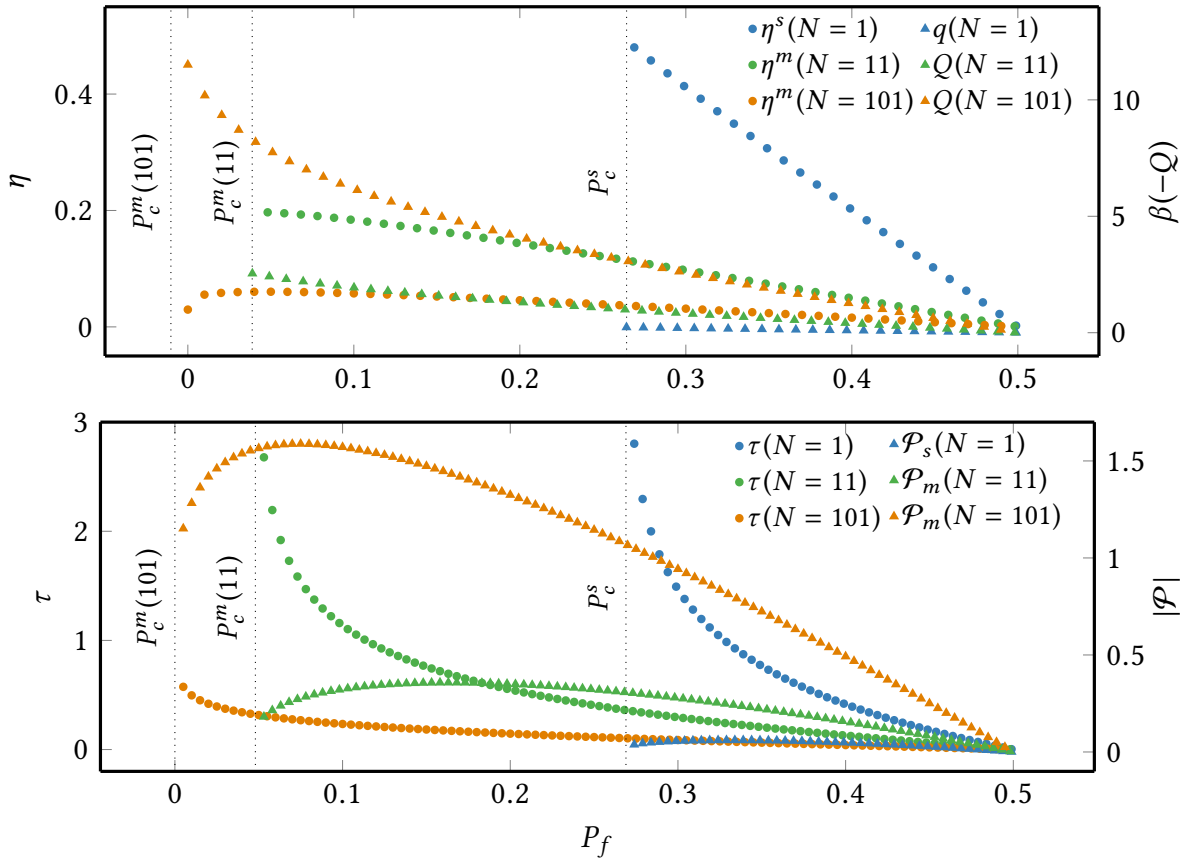 η^s(N = 1) q(N = 1)
η^m(N = 11) Q(N = 11)
η^m(N = 101) Q(N = 101)
0.4
0.2
0
η
10
5
0
β(−Q)
P_c^m(101)
P_c^m(11)
P_c^s
0 0.1 0.2 0.3 0.4 0.5
τ(N = 1) 𝒫_s(N = 1)
τ(N = 11) 𝒫_m(N = 11)
τ(N = 101) 𝒫_m(N = 101)
3
2
1
0
τ
1.5
1
0.5
0
|𝒫|
P_c^m(101)
P_c^m(11)
P_c^s
0 0.1 0.2 0.3 0.4 0.5
P_f